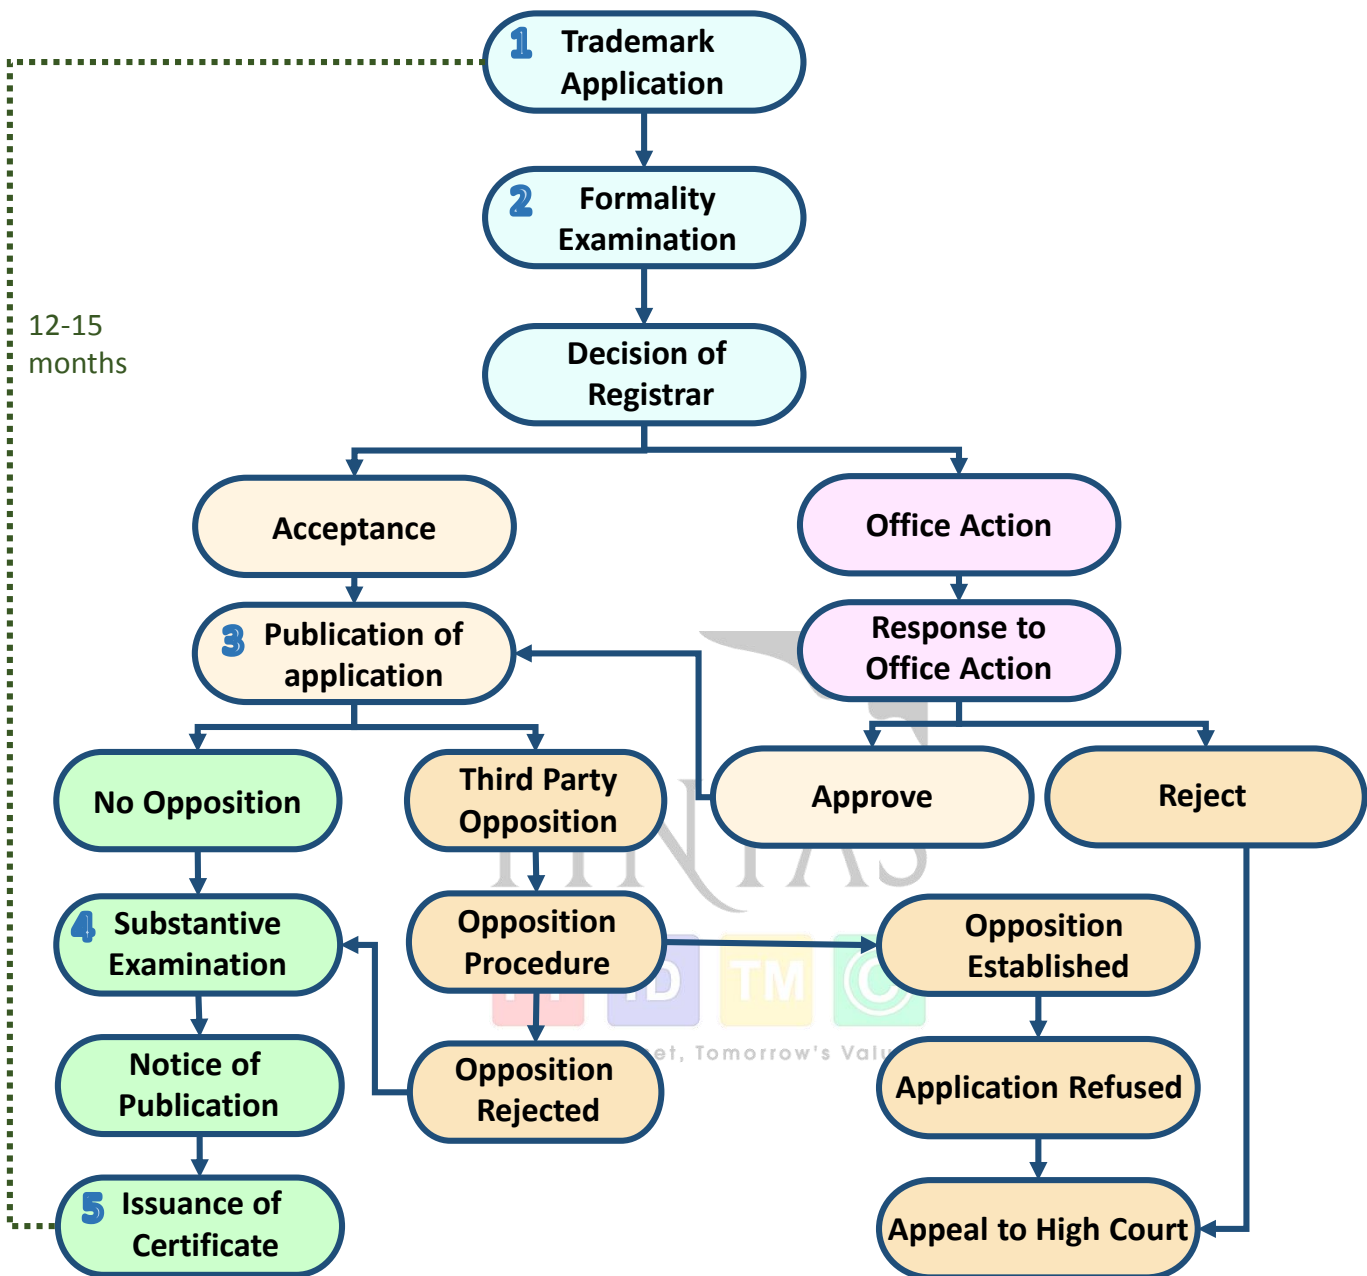 1 Trademark
Application
2 Formality
Examination
12-15
months
Decision of
Registrar
Acceptance
Office Action
3 Publication of
application
Response to
Office Action
No Opposition
Third Party
Opposition
Approve
Reject
4 Substantive
Examination
Opposition
Procedure
Opposition
Established
TM
©
Tomorrow's
Notice of
Publication
Opposition
Rejected
Application Refused
5 Issuance of
Certificate
Appeal to High Court